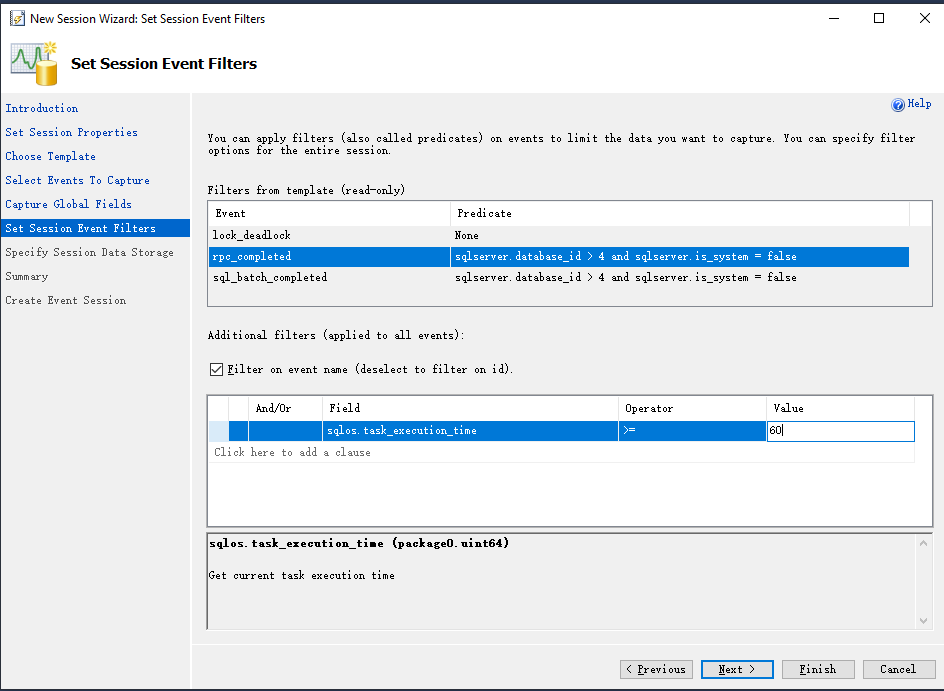 New Session Wizard: Set Session Event Filters
Set Session Event Filters
Introduction
Set Session Properties
Choose Template
Select Events To Capture
Capture Global Fields
Set Session Event Filters
Specify Session Data Storage
Summary
Create Event Session
Help
You can apply filters (also called predicates) on events to limit the data you want to capture. You can specify filter
options for the entire session.
Filters from template (read-only)
Event Predicate
lock_deadlock None
rpc_completed sqlserver.database_id > 4 and sqlserver.is_system = false
sql_batch_completed sqlserver.database_id > 4 and sqlserver.is_system = false
Additional filters (applied to all events):
Filter on event name (deselect to filter on id).
And/Or Field Operator Value
sqlos.task_execution_time >= 60
Click here to add a clause
sqlos.task_execution_time (package0.uint64)
Get current task execution time
< Previous Next > Finish Cancel